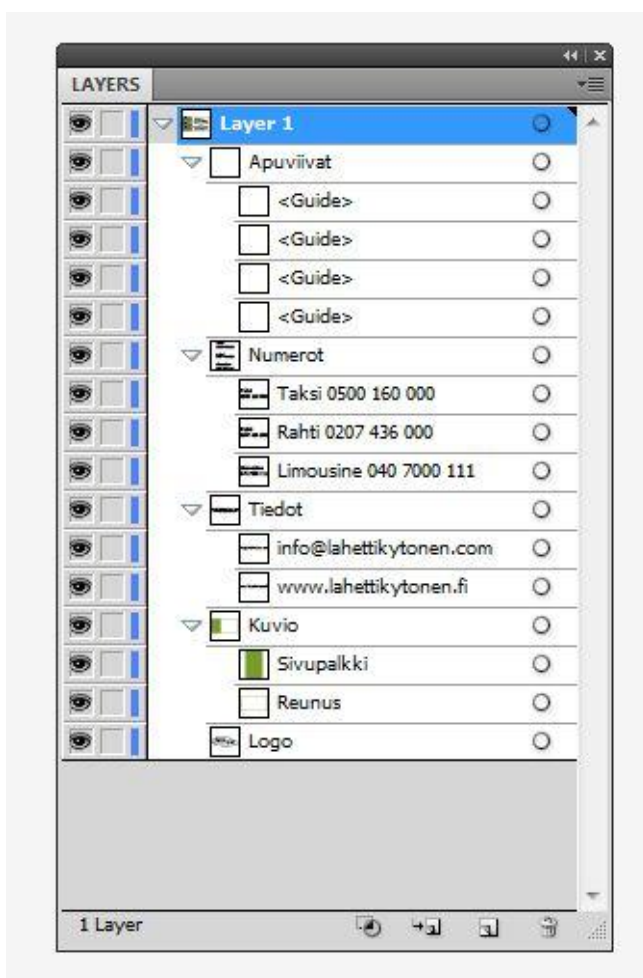 LAYERS
Layer 1
Apuviivat
<Guide>
<Guide>
<Guide>
<Guide>
Numerot
Taksi 0500 160 000
Rahti 0207 436 000
Limousine 040 7000 111
Tiedot
info@lahettikytonen.com
www.lahettikytonen.fi
Kuvio
Sivupalkki
Reunus
Logo
1 Layer